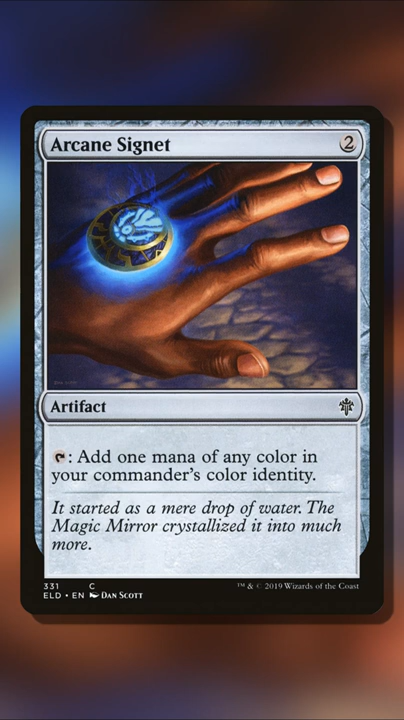 Arcane Signet 2
Artifact
: Add one mana of any color in
your commander's color identity.
It started as a mere drop of water. The
Magic Mirror crystallized it into much
more.
331 C
ELD • EN Dan Scott
™ & © 2019 Wizards of the Coast